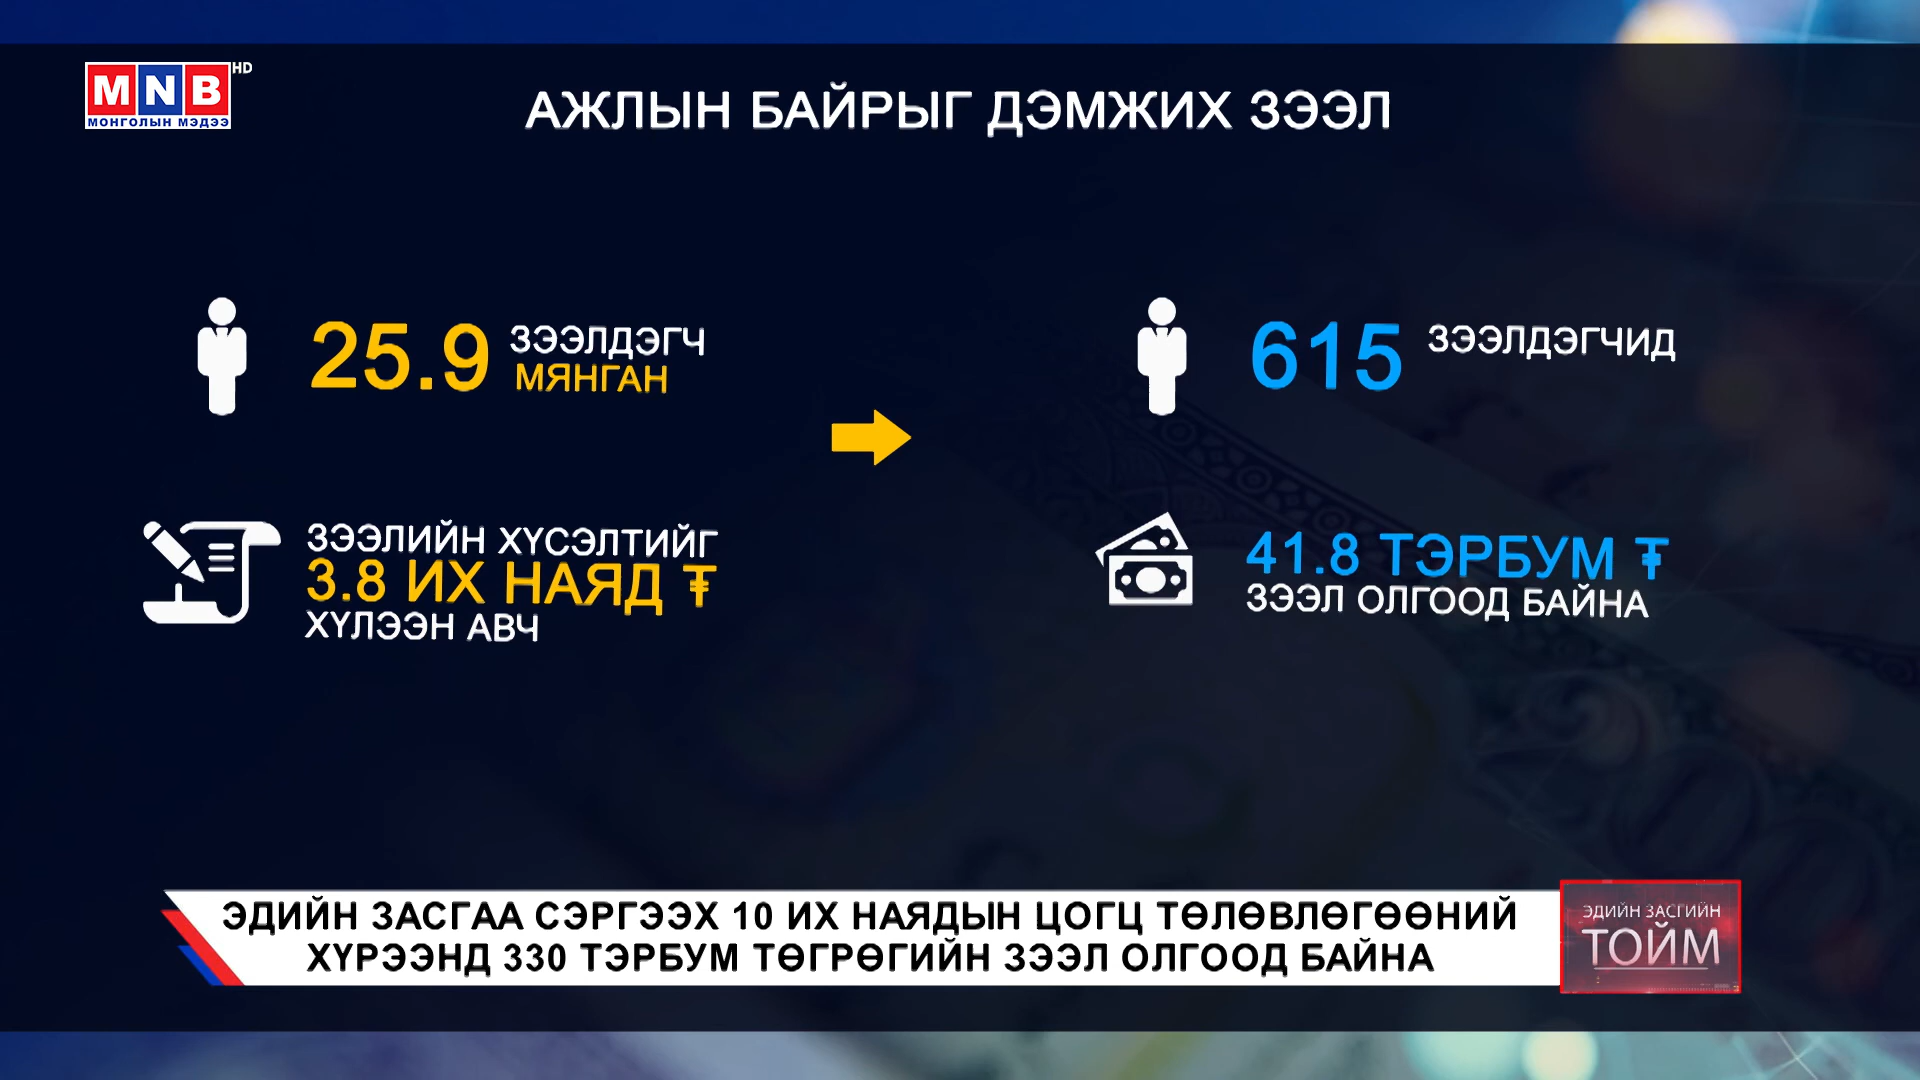 MNB HD
МОНГОЛЫН МЭДЭЭ
АЖЛЫН БАЙРЫГ ДЭМЖИХ ЗЭЭЛ
25.9 ЗЭЭЛДЭГЧ
МЯНГАН
ЗЭЭЛИЙН ХҮСЭЛТИЙГ
3.8 ИХ НАЯД ₮
ХҮЛЭЭН АВЧ
615 ЗЭЭЛДЭГЧИД
41.8 ТЭРБУМ ₮
ЗЭЭЛ ОЛГООД БАЙНА
ЭДИЙН ЗАСГАА СЭРГЭЭХ 10 ИХ НАЯДЫН ЦОГЦ ТӨЛӨВЛӨГӨӨНИЙ
ХҮРЭЭНД 330 ТЭРБУМ ТӨГРӨГИЙН ЗЭЭЛ ОЛГООД БАЙНА
ЭДИЙН ЗАСГИЙН
ТОЙМ